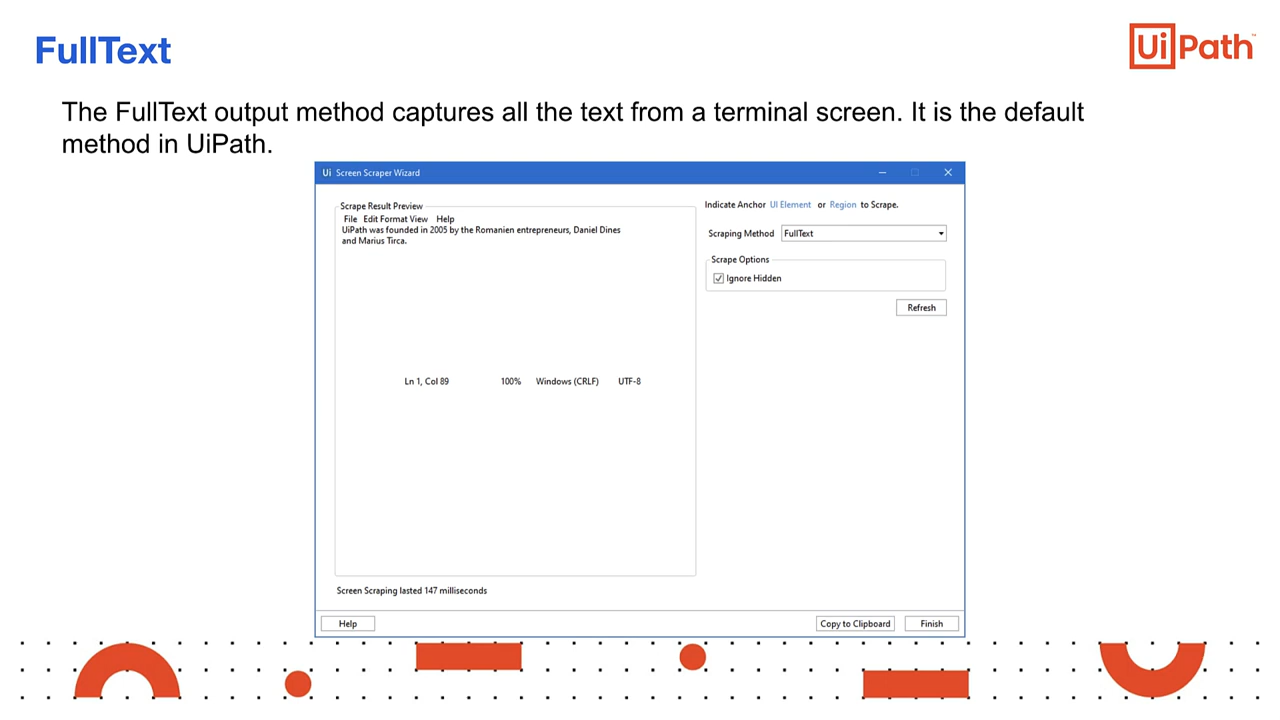 FullText
Ui Path™
The FullText output method captures all the text from a terminal screen. It is the default
method in UiPath.
Ui Screen Scraper Wizard
Scrape Result Preview
File Edit Format View Help
UiPath was founded in 2005 by the Romanien entrepreneurs, Daniel Dines
and Marius Tirca.
Ln 1, Col 89 100% Windows (CRLF) UTF-8
Screen Scraping lasted 147 milliseconds
Indicate Anchor UI Element or Region to Scrape.
Scraping Method FullText
Scrape Options
Ignore Hidden
Refresh
Help Copy to Clipboard Finish